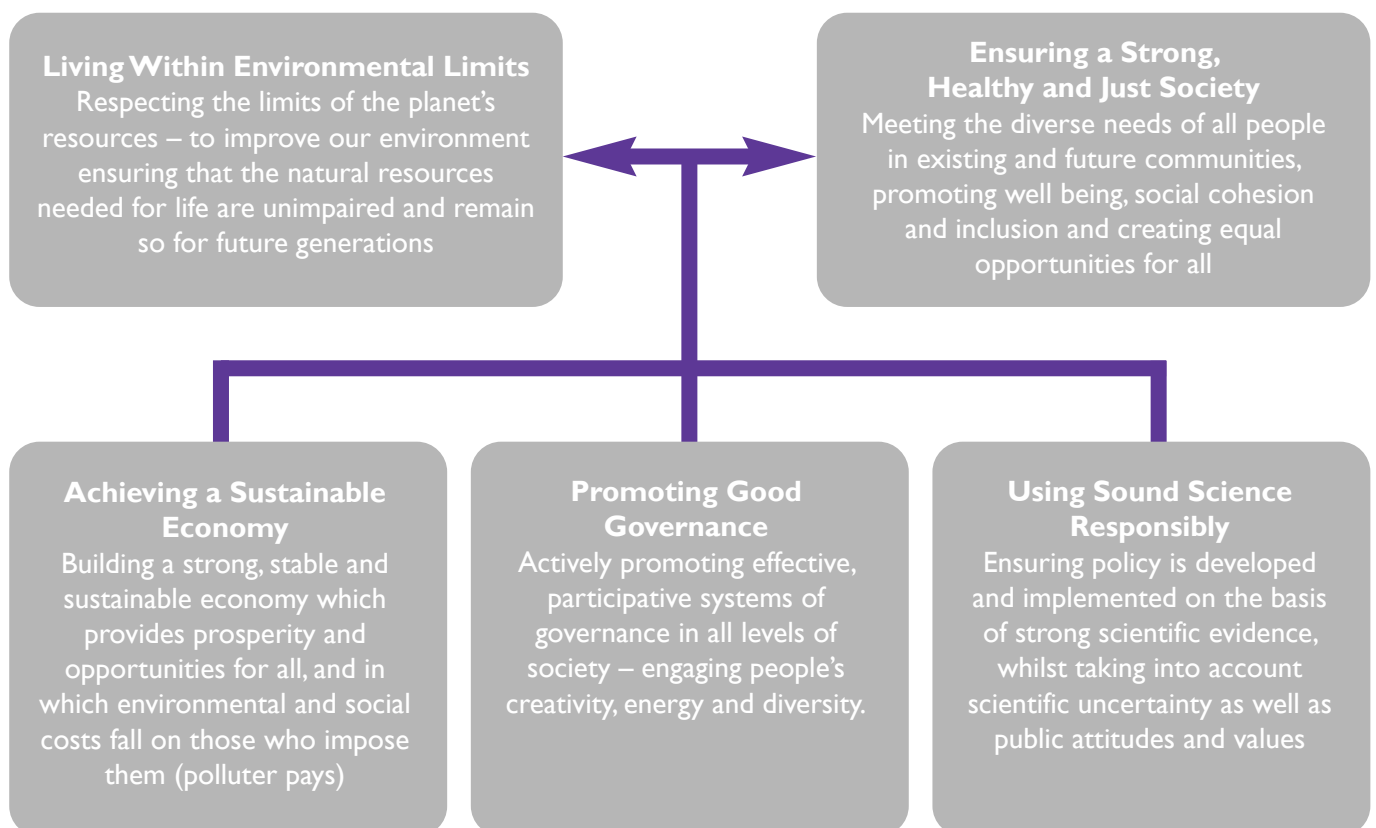 Living Within Environmental Limits
Respecting the limits of the planet’s
resources – to improve our environment
ensuring that the natural resources
needed for life are unimpaired and remain
so for future generations
Ensuring a Strong,
Healthy and Just Society
Meeting the diverse needs of all people
in existing and future communities,
promoting well being, social cohesion
and inclusion and creating equal
opportunities for all
Achieving a Sustainable
Economy
Building a strong, stable and
sustainable economy which
provides prosperity and
opportunities for all, and in
which environmental and social
costs fall on those who impose
them (polluter pays)
Promoting Good
Governance
Actively promoting effective,
participative systems of
governance in all levels of
society – engaging people’s
creativity, energy and diversity.
Using Sound Science
Responsibly
Ensuring policy is developed
and implemented on the basis
of strong scientific evidence,
whilst taking into account
scientific uncertainty as well as
public attitudes and values